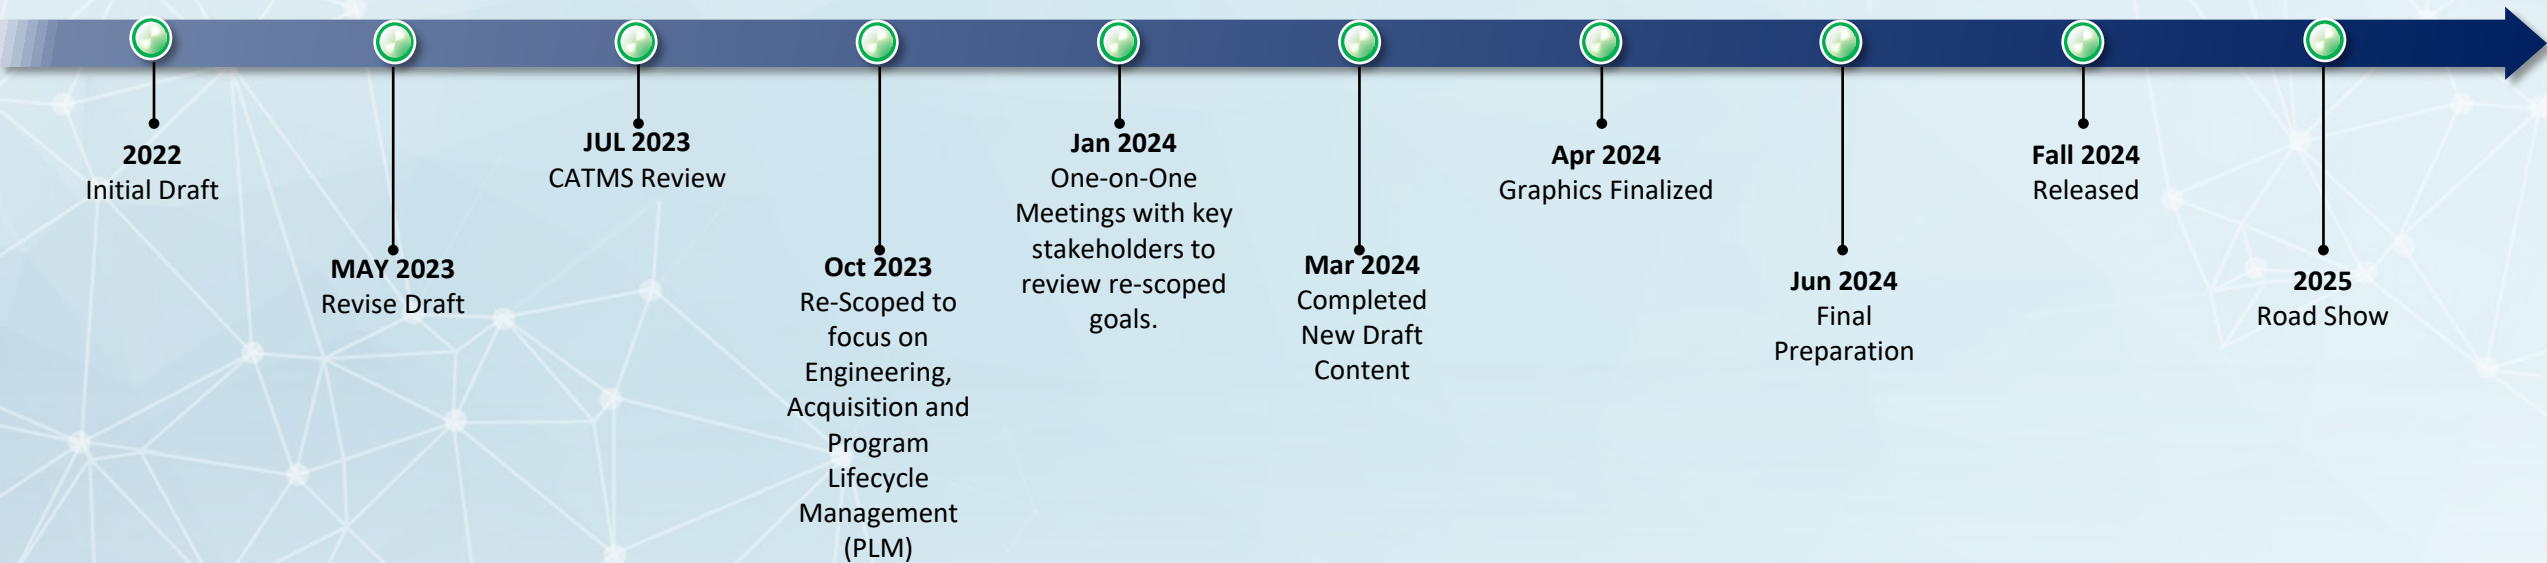 2022
Initial Draft
MAY 2023
Revise Draft
JUL 2023
CATMS Review
Oct 2023
Re-Scoped to
focus on
Engineering,
Acquisition and
Program
Lifecycle
Management
(PLM)
Jan 2024
One-on-One
Meetings with key
stakeholders to
review re-scoped
goals.
Mar 2024
Completed
New Draft
Content
Apr 2024
Graphics Finalized
Jun 2024
Final
Preparation
Fall 2024
Released
2025
Road Show